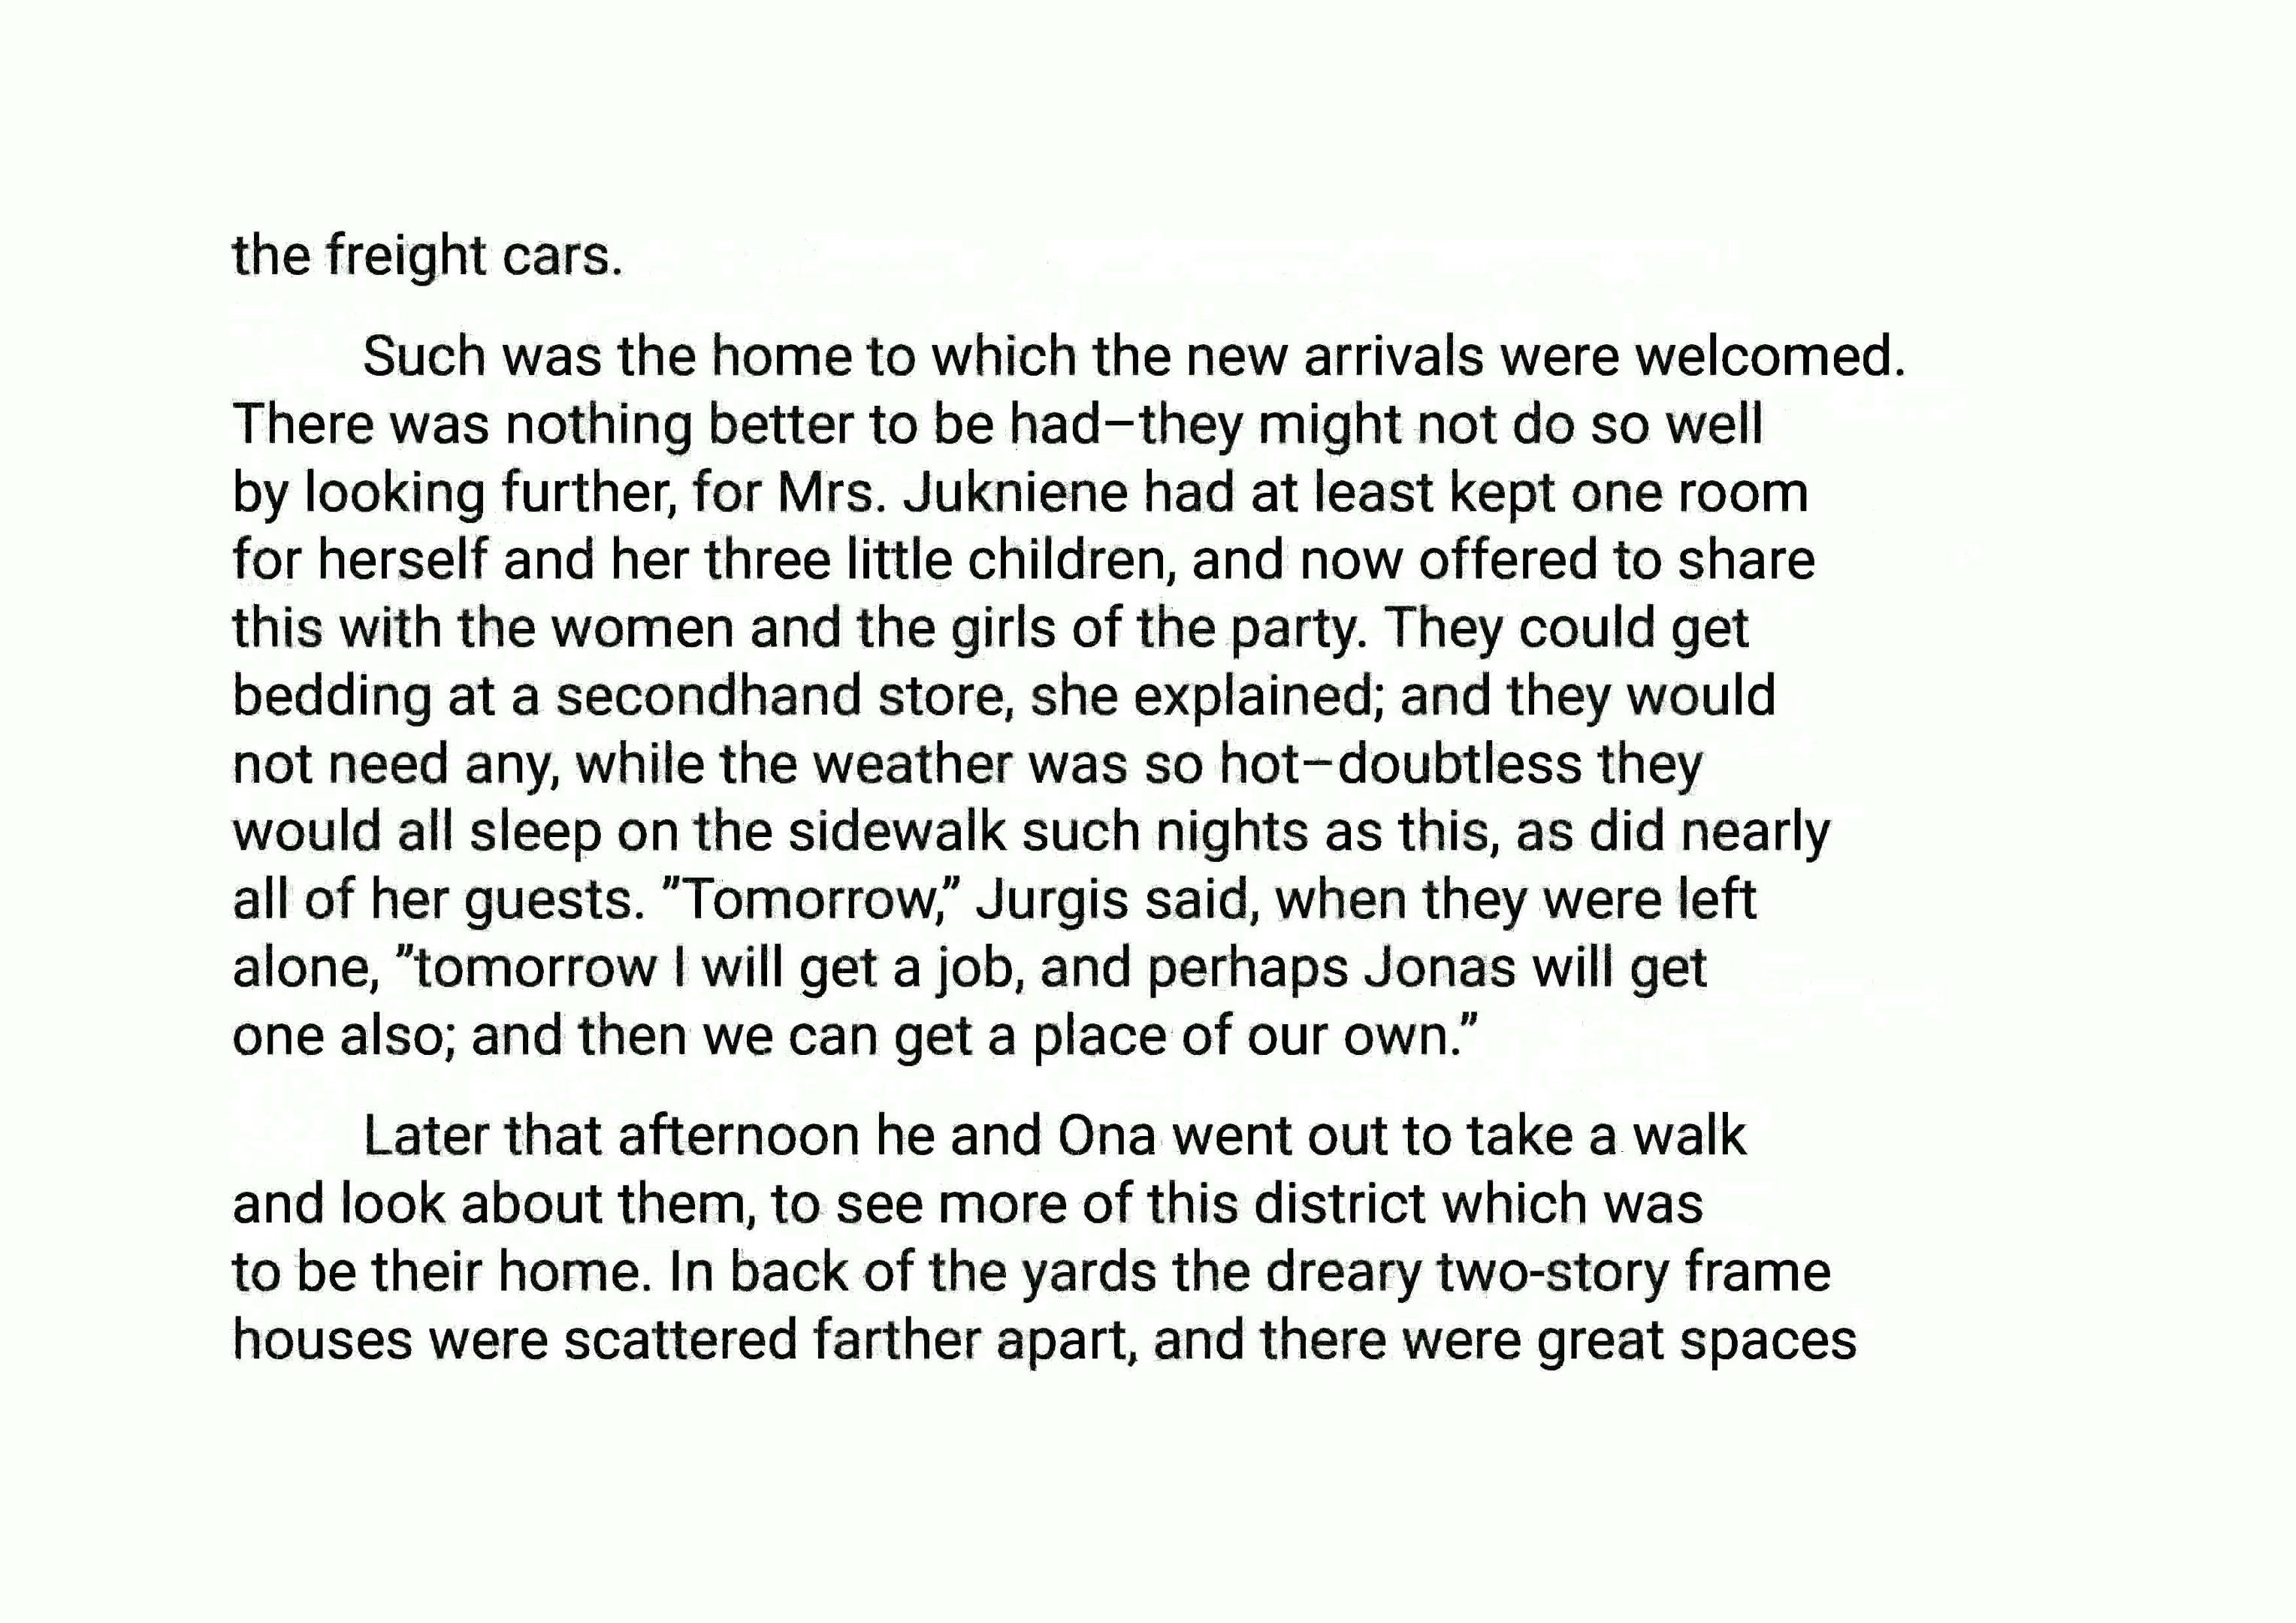 the freight cars.
Such was the home to which the new arrivals were welcomed.
There was nothing better to be had–they might not do so well
by looking further, for Mrs. Jukniene had at least kept one room
for herself and her three little children, and now offered to share
this with the women and the girls of the party. They could get
bedding at a secondhand store, she explained; and they would
not need any, while the weather was so hot–doubtless they
would all sleep on the sidewalk such nights as this, as did nearly
all of her guests. ”Tomorrow,” Jurgis said, when they were left
alone, ”tomorrow I will get a job, and perhaps Jonas will get
one also; and then we can get a place of our own.”
Later that afternoon he and Ona went out to take a walk
and look about them, to see more of this district which was
to be their home. In back of the yards the dreary two-story frame
houses were scattered farther apart, and there were great spaces